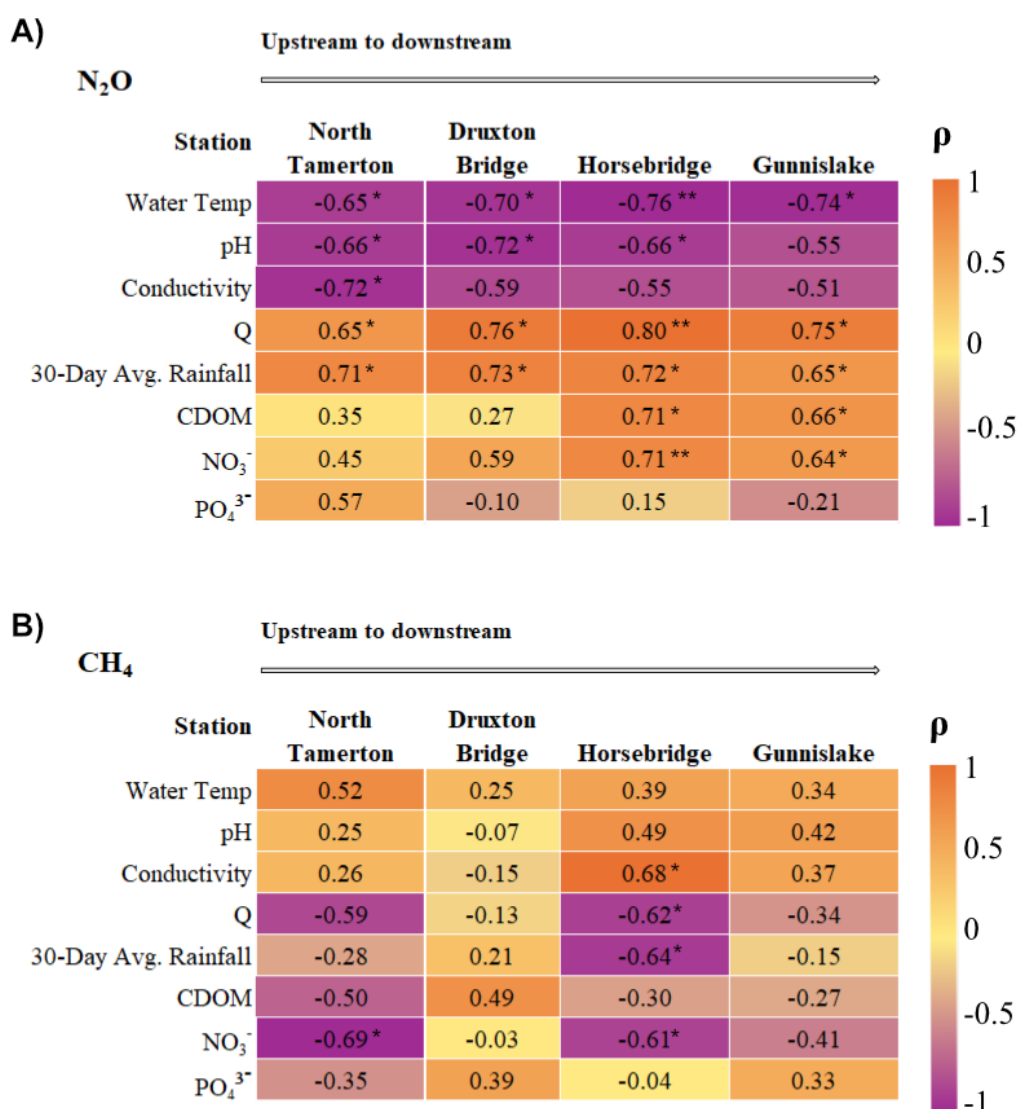 A)
Upstream to downstream
N₂O
Station North Tamerton Druxton Bridge Horsebridge Gunnislake
Water Temp -0.65* -0.70* -0.76** -0.74*
pH -0.66* -0.72* -0.66* -0.55
Conductivity -0.72* -0.59 -0.55 -0.51
Q 0.65* 0.76* 0.80** 0.75*
30-Day Avg. Rainfall 0.71* 0.73* 0.72* 0.65*
CDOM 0.35 0.27 0.71* 0.66*
NO₃⁻ 0.45 0.59 0.71** 0.64*
PO₄³⁻ 0.57 -0.10 0.15 -0.21
ρ
1
0.5
0
-0.5
-1
B)
Upstream to downstream
CH₄
Station North Tamerton Druxton Bridge Horsebridge Gunnislake
Water Temp 0.52 0.25 0.39 0.34
pH 0.25 -0.07 0.49 0.42
Conductivity 0.26 -0.15 0.68* 0.37
Q -0.59 -0.13 -0.62* -0.34
30-Day Avg. Rainfall -0.28 0.21 -0.64* -0.15
CDOM -0.50 0.49 -0.30 -0.27
NO₃⁻ -0.69* -0.03 -0.61* -0.41
PO₄³⁻ -0.35 0.39 -0.04 0.33
ρ
1
0.5
0
-0.5
-1